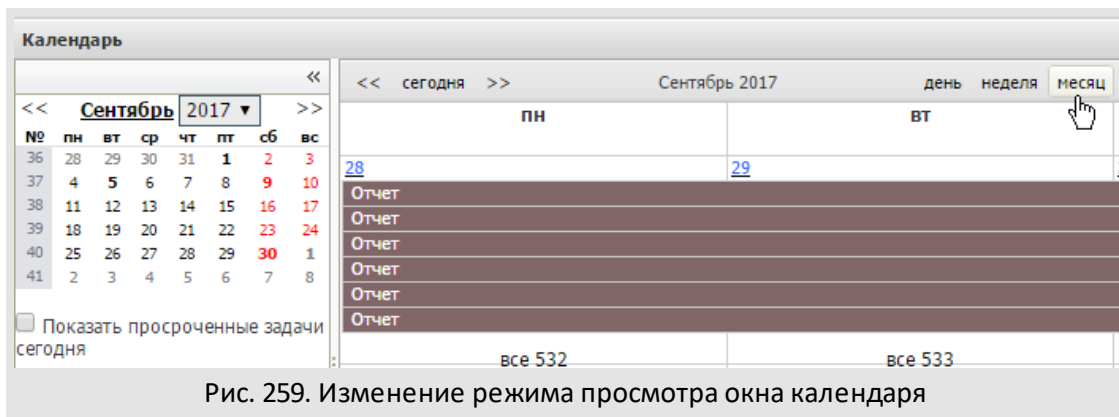 Календарь
«
<< Сентябрь 2017 ▼ >>
№ пн вт ср чт пт сб вс
36 28 29 30 31 1 2 3
37 4 5 6 7 8 9 10
38 11 12 13 14 15 16 17
39 18 19 20 21 22 23 24
40 25 26 27 28 29 30 1
41 2 3 4 5 6 7 8
Показать просроченные задачи
сегодня
<< сегодня >> Сентябрь 2017 день неделя месяц
пн вт
28 29
Отчет
Отчет
Отчет
Отчет
Отчет
Отчет
все 532 все 533
Рис. 259. Изменение режима просмотра окна календаря